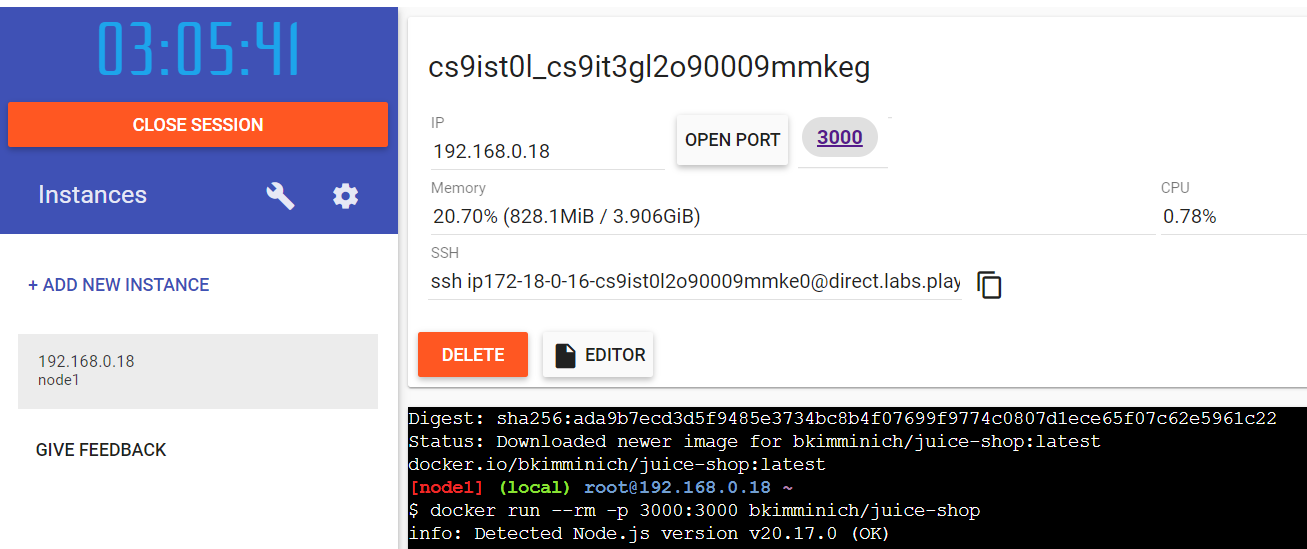 03:05:41
CLOSE SESSION
Instances
+ ADD NEW INSTANCE
192.168.0.18
node1
GIVE FEEDBACK
cs9ist0l_cs9it3gl2o90009mmkeg
IP
192.168.0.18
OPEN PORT
3000
Memory
20.70% (828.1MiB / 3.906GiB)
CPU
0.78%
SSH
ssh ip172-18-0-16-cs9ist0l2o90009mmke0@direct.labs.play
DELETE
EDITOR
Digest: sha256:ada9b7ecd3d5f9485e3734bc8b4f07699f9774c0807d1ece65f07c62e5961c22
Status: Downloaded newer image for bkimminich/juice-shop:latest
docker.io/bkimminich/juice-shop:latest
[node1] (local) root@192.168.0.18 ~
$ docker run --rm -p 3000:3000 bkimminich/juice-shop
info: Detected Node.js version v20.17.0 (OK)